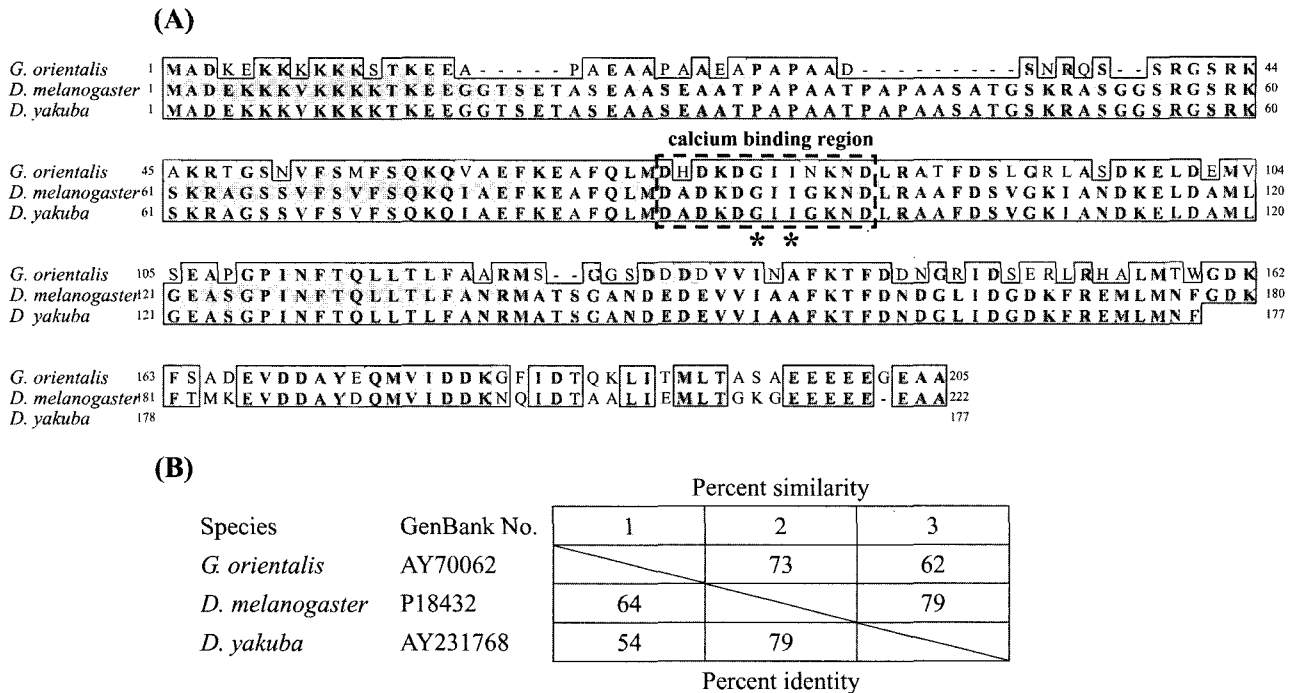 (A)
G. orientalis 1 M A D K E K K K K K K S T K E E A - - - - - P A E A A P A A E A P A P A A D - - - - - - - - - S N R Q S - - S R G S R K 44
D. melanogaster 1 M A D E K K K V K K K K T K E E G G T S E T A S E A A S E A A T P A P A A T P A P A A S A T G S K R A S G G S R G S R K 60
D. yakuba 1 M A D E K K K V K K K K T K E E G G T S E T A S E A A S E A A T P A P A A T P A P A A S A T G S K R A S G G S R G S R K 60
calcium binding region
G. orientalis 45 A K R T G S N V F S M F S Q K Q V A E F K E A F Q L M D H D K D G I I N K N D L R A T F D S L G R L A S D K E L D E M V 104
D. melanogaster 61 S K R A G S S V F S V F S Q K Q I A E F K E A F Q L M D A D K D G I I G K N D L R A A F D S V G K I A N D K E L D A M L 120
D. yakuba 61 S K R A G S S V F S V F S Q K Q I A E F K E A F Q L M D A D K D G I I G K N D L R A A F D S V G K I A N D K E L D A M L 120
* *
G. orientalis 105 S E A P G P I N F T Q L L T L F A A R M S - - G G S D D D D V V I N A F K T F D D N G R I D S E R L R H A L M T W G D K 162
D. melanogaster 121 G E A S G P I N F T Q L L T L F A N R M A T S G A N D E D E V V I A A F K T F D N D G L I D G D K F R E M L M N F G D K 180
D yakuba 121 G E A S G P I N F T Q L L T L F A N R M A T S G A N D E D E V V I A A F K T F D N D G L I D G D K F R E M L M N F 177
G. orientalis 163 F S A D E V D D A Y E Q M V I D D K G F I D T Q K L I T M L T A S A E E E E E G E A A 205
D. melanogaster 181 F T M K E V D D A Y D Q M V I D D K N Q I D T A A L I E M L T G K G E E E E E - E A A 222
D. yakuba 178 177
(B)
Percent similarity
Species GenBank No. 1 2 3
G. orientalis AY70062 73 62
D. melanogaster P18432 64 79
D. yakuba AY231768 54 79
Percent identity